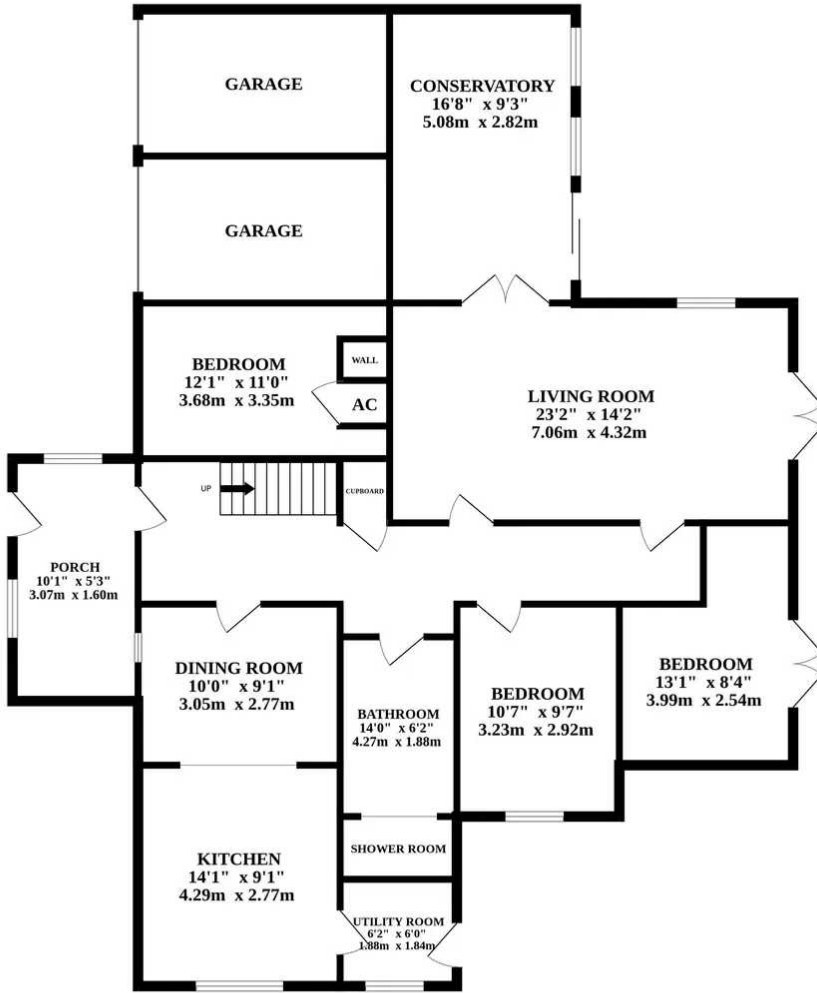 GARAGE
CONSERVATORY
16'8" x 9'3"
5.08m x 2.82m
GARAGE
BEDROOM
12'1" x 11'0"
3.68m x 3.35m
WALL
AC
LIVING ROOM
23'2" x 14'2"
7.06m x 4.32m
UP
CUPBOARD
PORCH
10'1" x 5'3"
3.07m x 1.60m
DINING ROOM
10'0" x 9'1"
3.05m x 2.77m
BATHROOM
14'0" x 6'2"
4.27m x 1.88m
BEDROOM
10'7" x 9'7"
3.23m x 2.92m
BEDROOM
13'1" x 8'4"
3.99m x 2.54m
KITCHEN
14'1" x 9'1"
4.29m x 2.77m
SHOWER ROOM
UTILITY ROOM
6'2" x 6'0"
1.88m x 1.84m